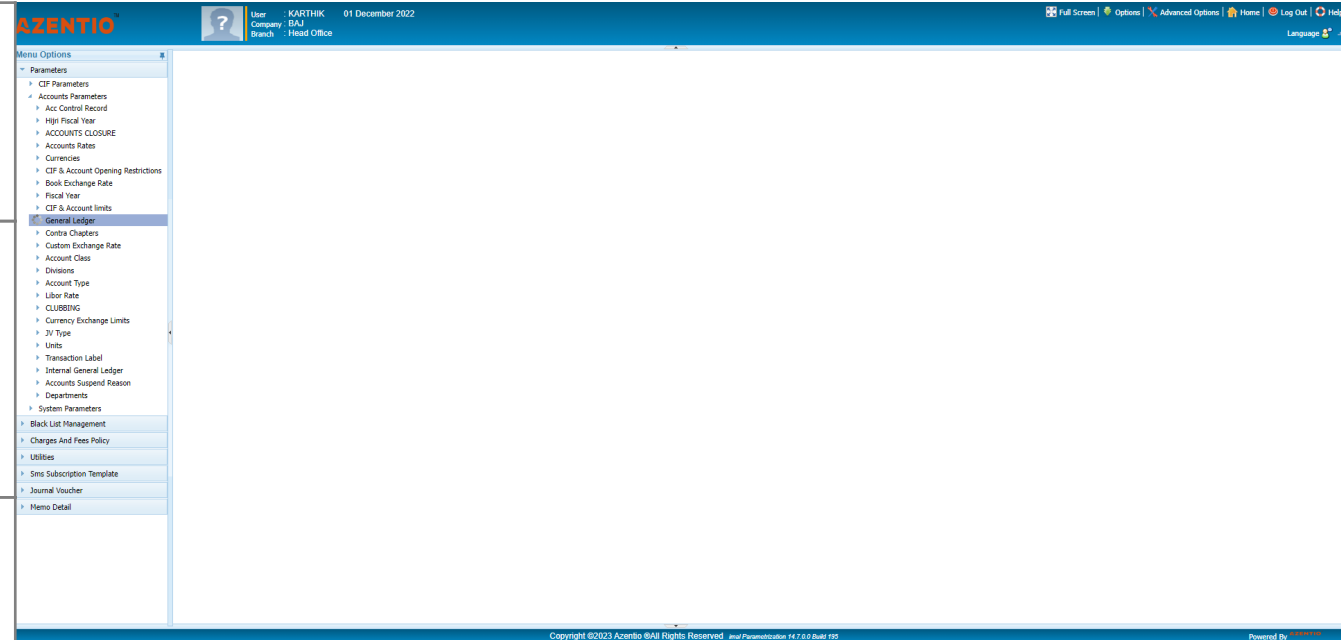 AZENTIO™
User : KARTHIK 01 December 2022
Company : BAJ
Branch : Head Office
Full Screen | Options | Advanced Options | Home | Log Out | Help
Language
Menu Options
Parameters
CIF Parameters
Accounts Parameters
Acc Control Record
Hijri Fiscal Year
ACCOUNTS CLOSURE
Accounts Rates
Currencies
CIF & Account Opening Restrictions
Book Exchange Rate
Fiscal Year
CIF & Account limits
General Ledger
Contra Chapters
Custom Exchange Rate
Account Class
Divisions
Account Type
Libor Rate
CLUBBING
Currency Exchange Limits
JV Type
Units
Transaction Label
Internal General Ledger
Accounts Suspend Reason
Departments
System Parameters
Black List Management
Charges And Fees Policy
Utilities
Sms Subscription Template
Journal Voucher
Memo Detail
Copyright ©2023 Azentio ®All Rights Reserved imal Parametrization 14.7.0.0 Build 195
Powered By AZENTIO